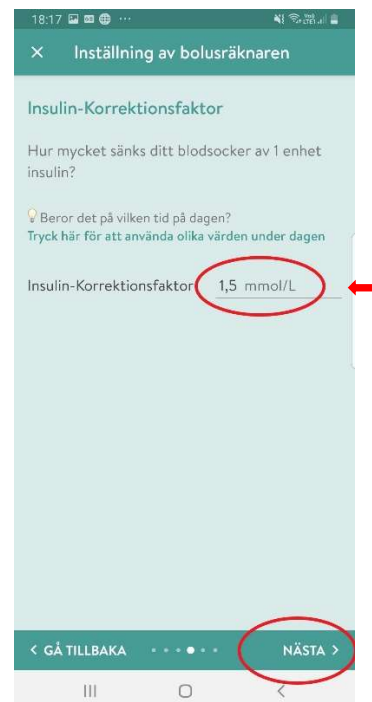 18:17
Inställning av bolusräknaren
Insulin-Korrektionsfaktor
Hur mycket sänks ditt blodsocker av 1 enhet
insulin?
Beror det på vilken tid på dagen?
Tryck här för att använda olika värden under dagen
Insulin-Korrektionsfaktor 1,5 mmol/L
< GÅ TILLBAKA NÄSTA >